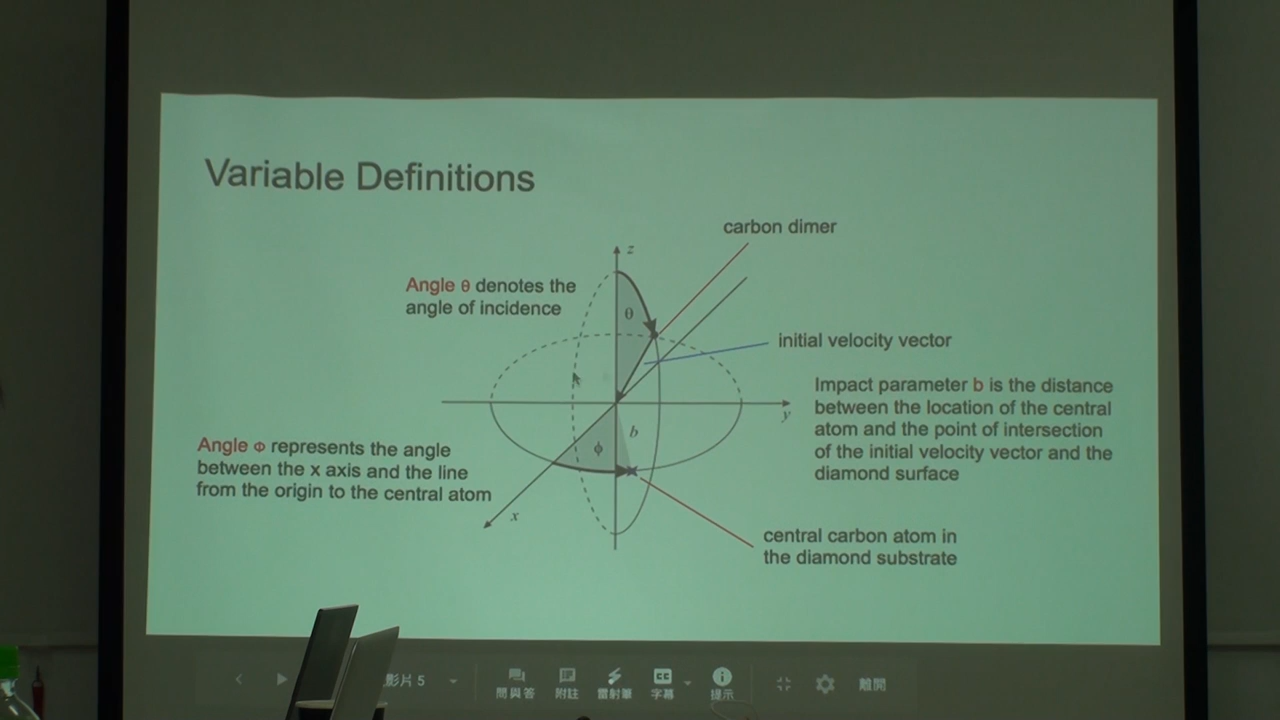 Variable Definitions
carbon dimer
z
Angle θ denotes the
angle of incidence
θ
initial velocity vector
Impact parameter b is the distance
between the location of the central
atom and the point of intersection
of the initial velocity vector and the
diamond surface
y
b
ϕ
Angle Φ represents the angle
between the x axis and the line
from the origin to the central atom
x
central carbon atom in
the diamond substrate
影片 5
問與答
附註
雷射筆
CC
字幕
提示
離開